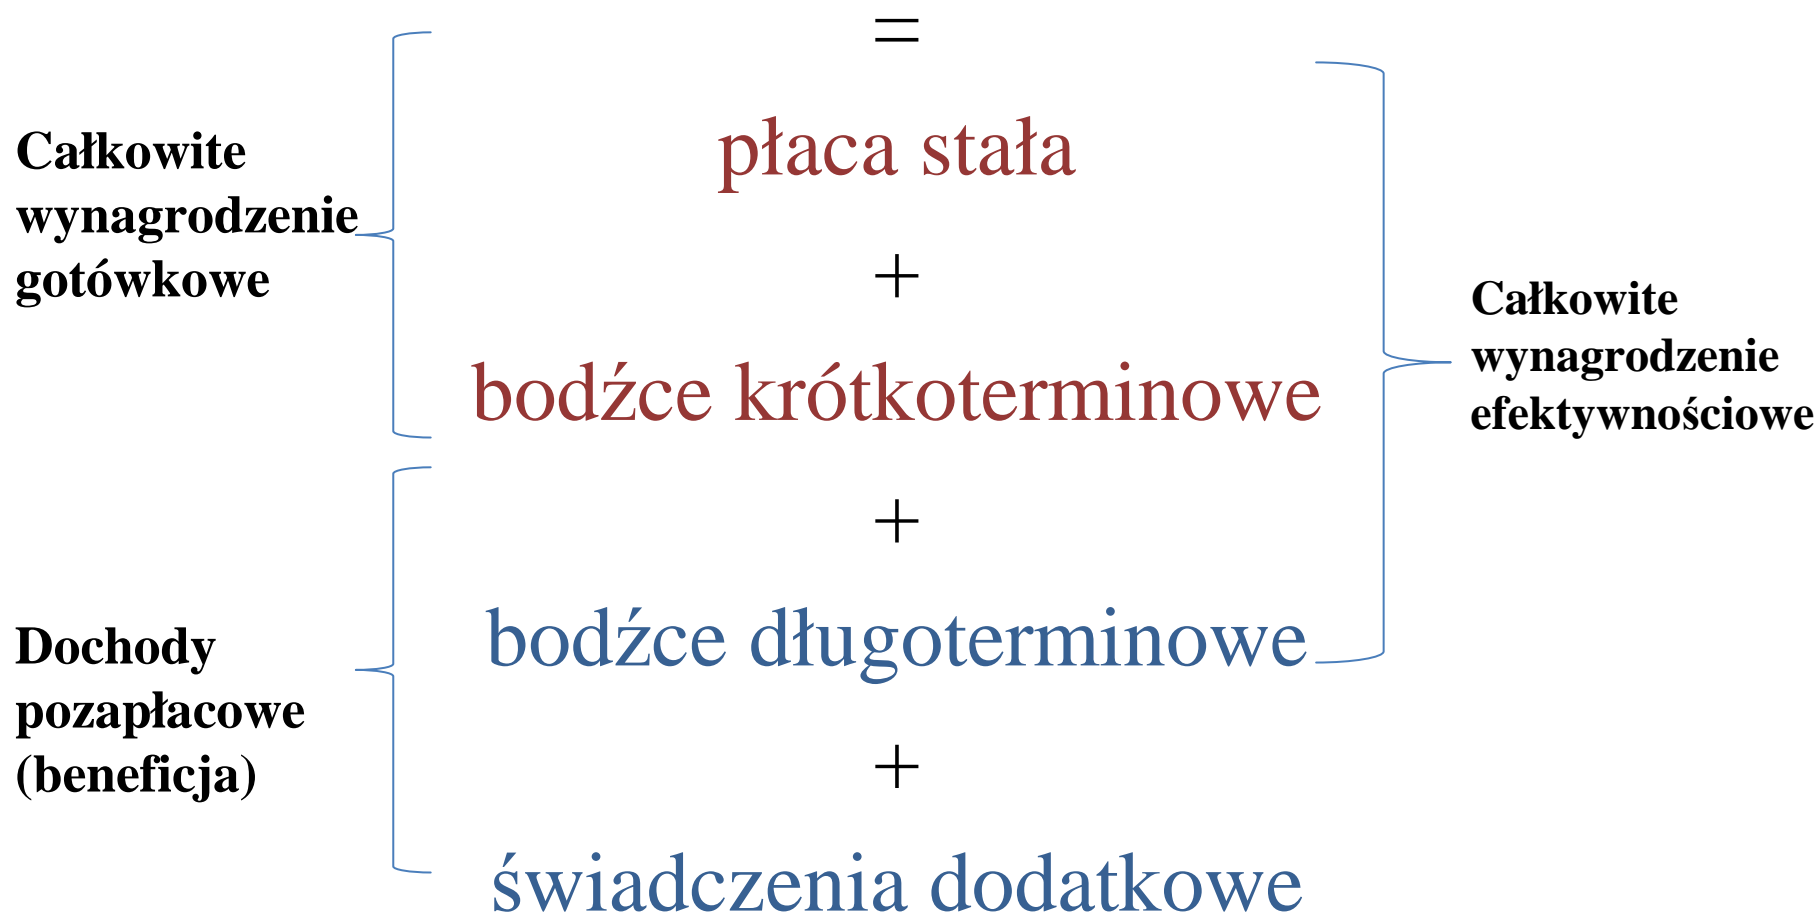 =
Całkowite
wynagrodzenie
gotówkowe
płaca stała
+
bodźce krótkoterminowe
+
Dochody
pozapłacowe
(beneficja)
bodźce długoterminowe
+
świadczenia dodatkowe
Całkowite
wynagrodzenie
efektywnościowe